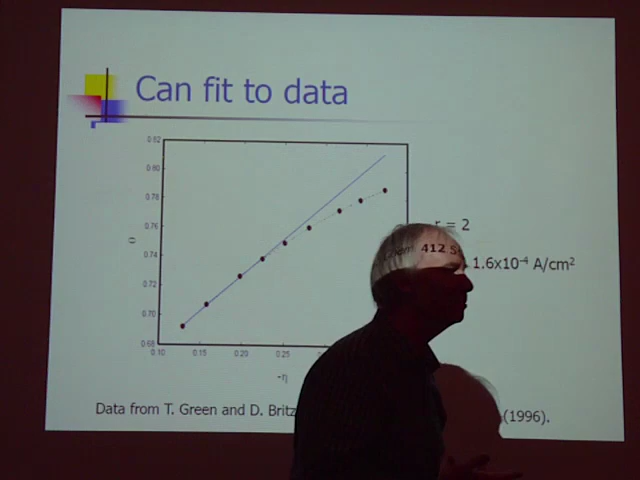 Can fit to data
0.82
0.80
0.78
0.76
0.74
0.72
0.70
0.68
θ
0.10 0.15 0.20 0.25
-η
r = 2
412 S
1.6x10⁻⁴ A/cm²
Data from T. Green and D. Britz (1996).